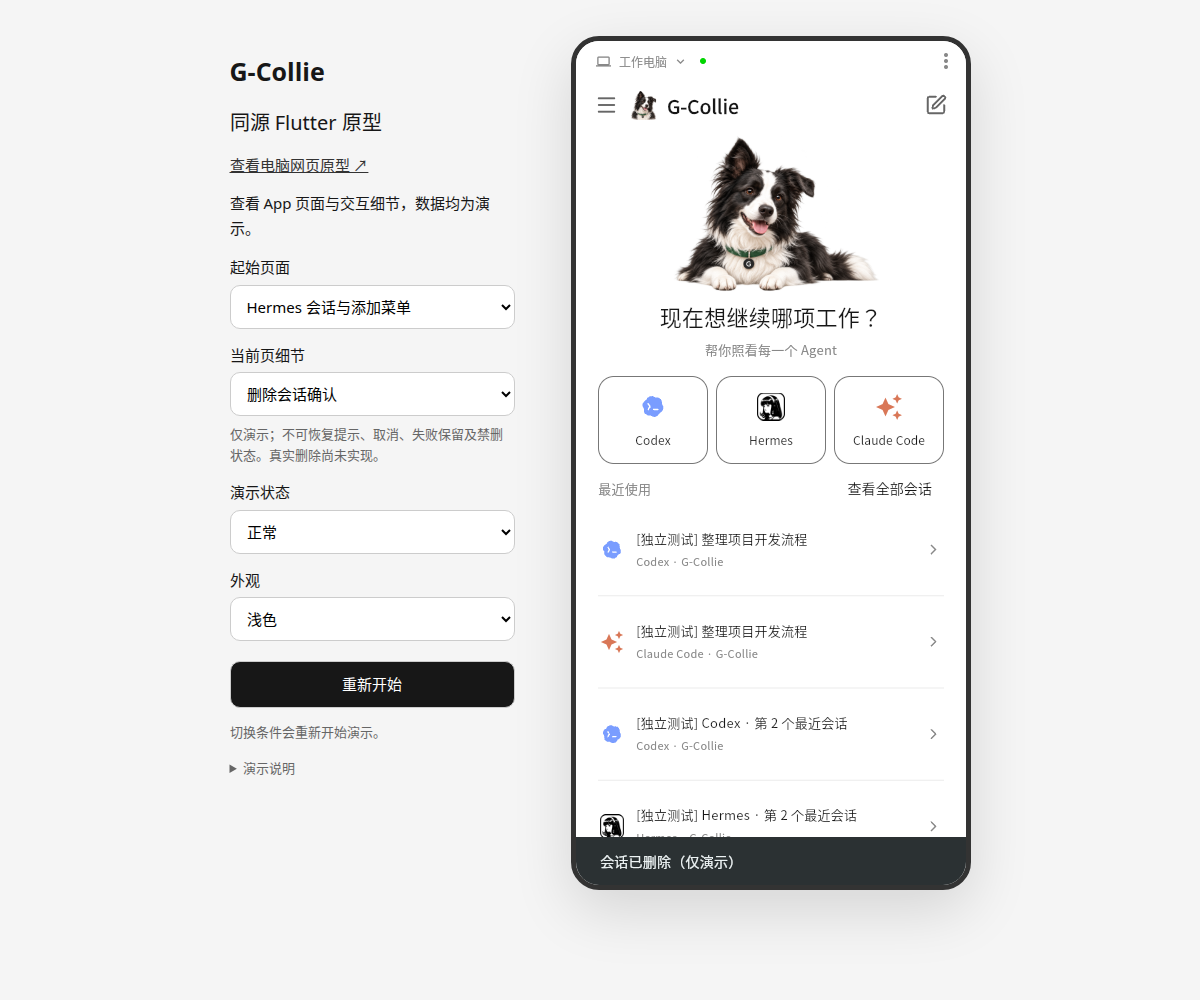 G-Collie
同源 Flutter 原型
查看电脑网页原型 ↗
查看 App 页面与交互细节，数据均为演
示。
起始页面
Hermes 会话与添加菜单
当前页细节
删除会话确认
仅演示；不可恢复提示、取消、失败保留及禁删
状态。真实删除尚未实现。
演示状态
正常
外观
浅色
重新开始
切换条件会重新开始演示。
▶ 演示说明
工作电脑
G-Collie
G
现在想继续哪项工作？
帮你照看每一个 Agent
Codex
Hermes
Claude Code
最近使用
查看全部会话
[独立测试] 整理项目开发流程
Codex · G-Collie
[独立测试] 整理项目开发流程
Claude Code · G-Collie
[独立测试] Codex · 第 2 个最近会话
Codex · G-Collie
[独立测试] Hermes · 第 2 个最近会话
Hermes · G-Collie
会话已删除（仅演示）